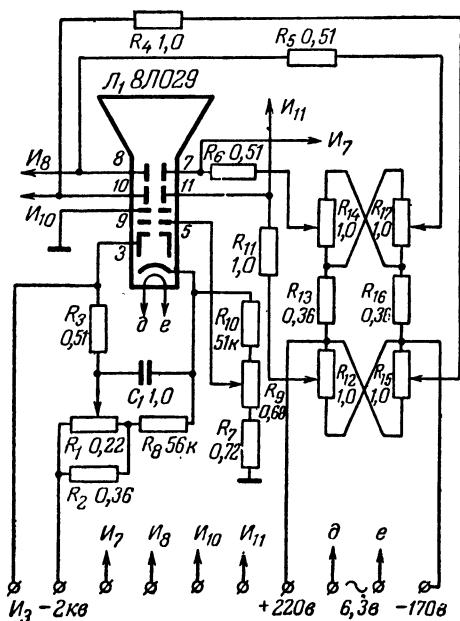 R4 1,0
R5 0,51
Л1 8ЛО29
И11
И8
8
7
R6 0,51
И7
10
11
И10
9
5
3
R14
1,0
R17
1,0
R11
1,0
R3
0,51
д
е
R10
51к
R13
0,36
R16
0,36
C1 1,0
R9
0,68
R12
1,0
R15
1,0
R1 0,22
R8 56к
R7
0,72
R2 0,36
И7
И8
И10
И11
д
е
И3
−2кв
+220в
6,3в
−170в